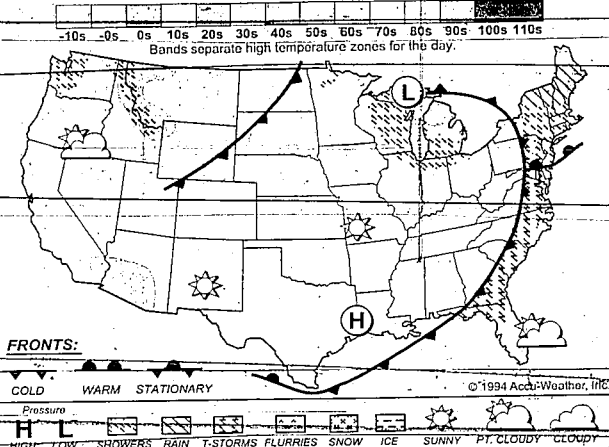 -10s -0s 0s 10s 20s 30s 40s 50s 60s 70s 80s 90s 100s 110s
Bands separate high temperature zones for the day.
L
H
FRONTS:
COLD WARM STATIONARY
© 1994 Accu-Weather, Inc.
Pressure
H L
HIGH LOW SHOWERS RAIN T-STORMS FLURRIES SNOW ICE SUNNY PT. CLOUDY CLOUDY